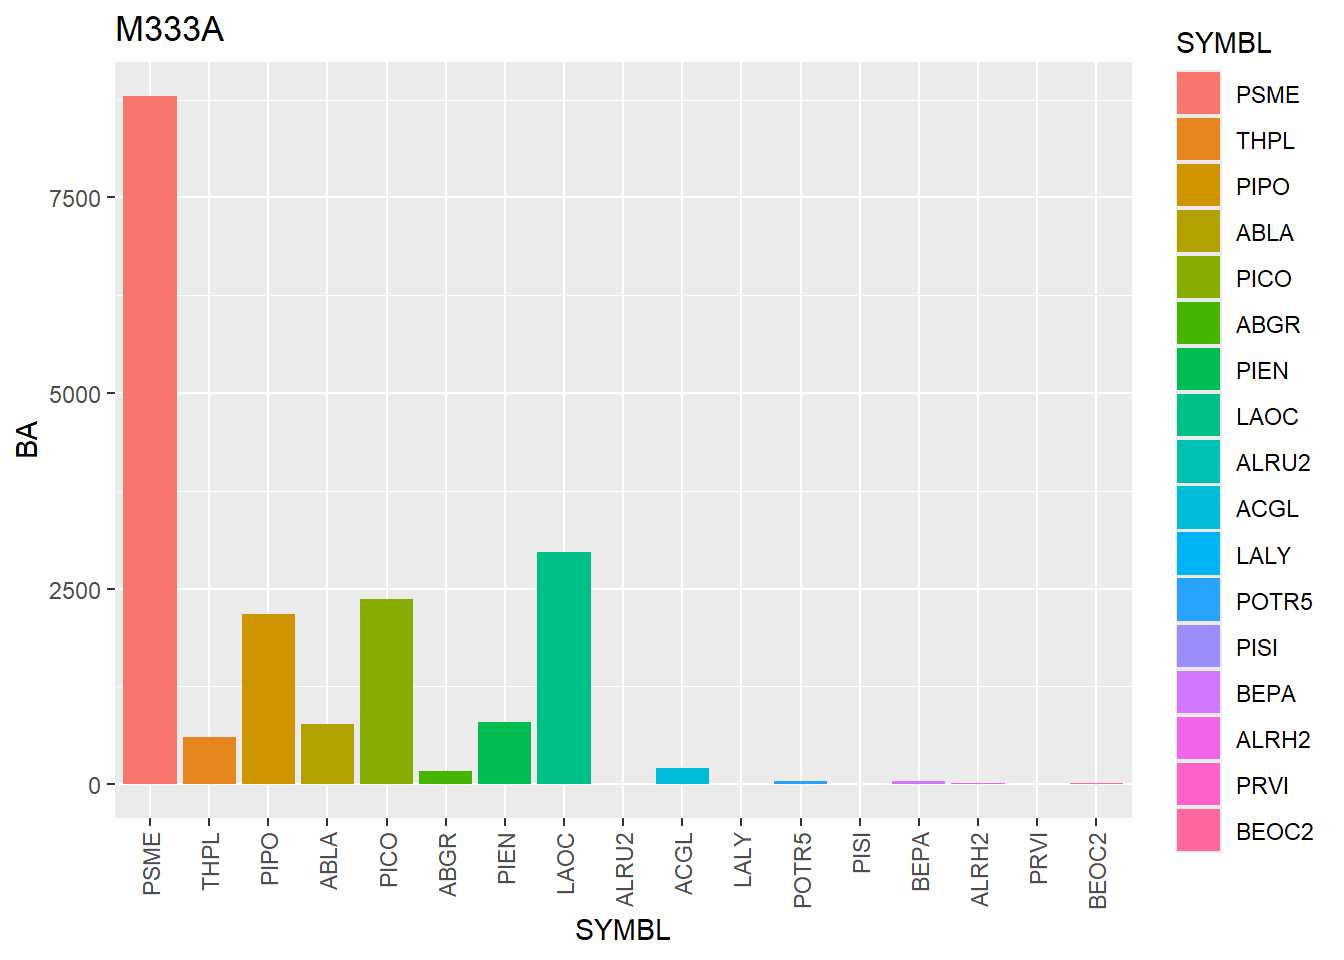 M333A
BA
7500
5000
2500
0
PSME
THPL
PIPO
ABLA
PICO
ABGR
PIEN
LAOC
ALRU2
ACGL
LALY
POTR5
PISI
BEPA
ALRH2
PRVI
BEOC2
SYMBL
SYMBL
PSME
THPL
PIPO
ABLA
PICO
ABGR
PIEN
LAOC
ALRU2
ACGL
LALY
POTR5
PISI
BEPA
ALRH2
PRVI
BEOC2